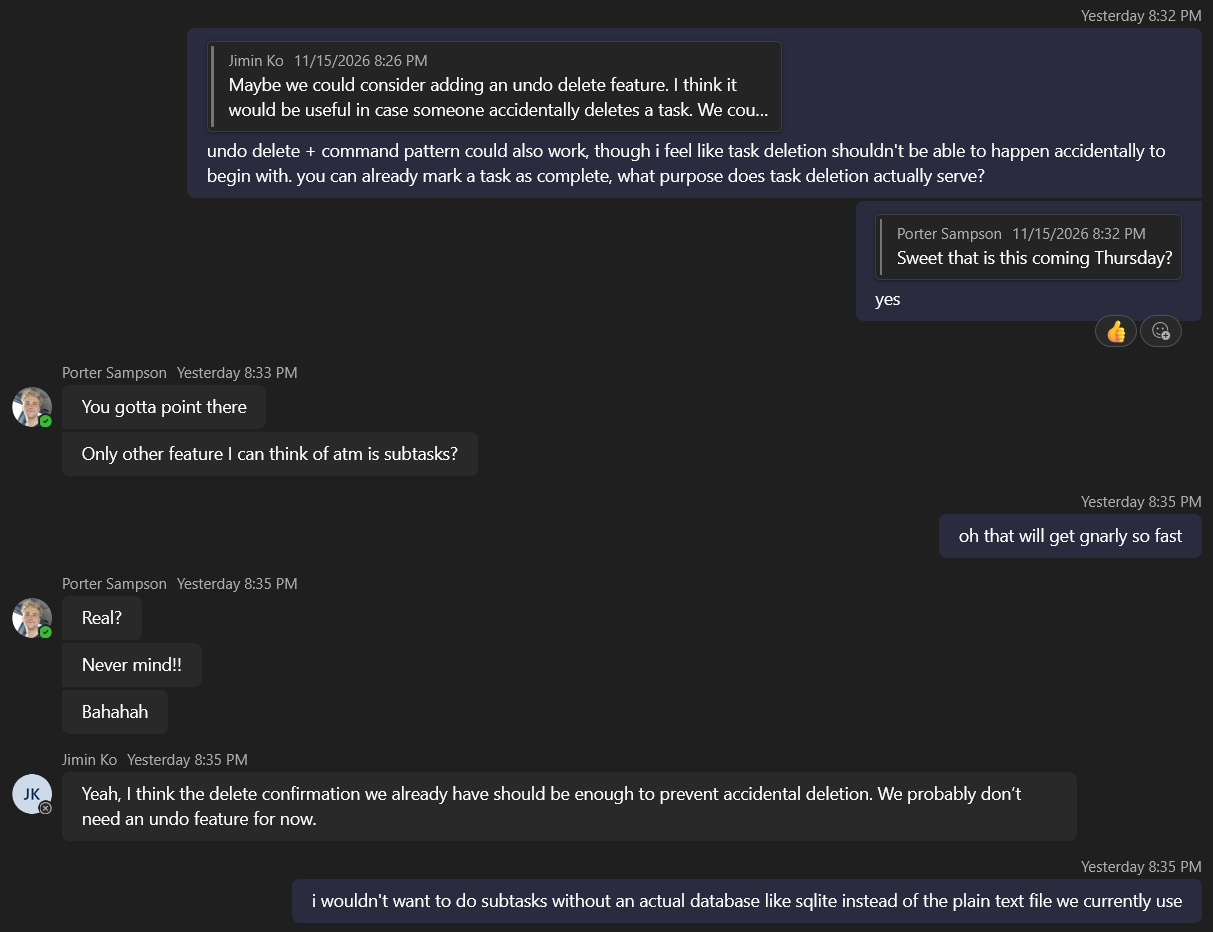 Yesterday 8:32 PM
Jimin Ko 11/15/2026 8:26 PM
Maybe we could consider adding an undo delete feature. I think it
would be useful in case someone accidentally deletes a task. We cou...
undo delete + command pattern could also work, though i feel like task deletion shouldn't be able to happen accidentally to
begin with. you can already mark a task as complete, what purpose does task deletion actually serve?
Porter Sampson 11/15/2026 8:32 PM
Sweet that is this coming Thursday?
yes
Porter Sampson Yesterday 8:33 PM
You gotta point there
Only other feature I can think of atm is subtasks?
Yesterday 8:35 PM
oh that will get gnarly so fast
Porter Sampson Yesterday 8:35 PM
Real?
Never mind!!
Bahahah
Jimin Ko Yesterday 8:35 PM
JK
Yeah, I think the delete confirmation we already have should be enough to prevent accidental deletion. We probably don’t
need an undo feature for now.
Yesterday 8:35 PM
i wouldn't want to do subtasks without an actual database like sqlite instead of the plain text file we currently use